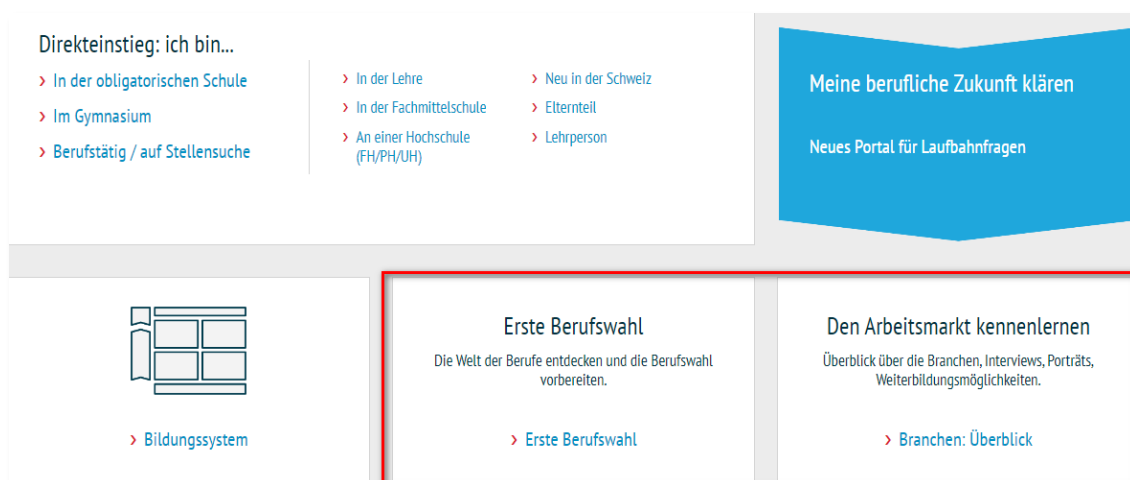 Direkteinstieg: ich bin...
› In der obligatorischen Schule
› Im Gymnasium
› Berufstätig / auf Stellensuche
› In der Lehre
› In der Fachmittelschule
› An einer Hochschule
(FH/PH/UH)
› Neu in der Schweiz
› Elternteil
› Lehrperson
Meine berufliche Zukunft klären
Neues Portal für Laufbahnfragen
› Bildungssystem
Erste Berufswahl
Die Welt der Berufe entdecken und die Berufswahl
vorbereiten.
› Erste Berufswahl
Den Arbeitsmarkt kennenlernen
Überblick über die Branchen, Interviews, Porträts,
Weiterbildungsmöglichkeiten.
› Branchen: Überblick